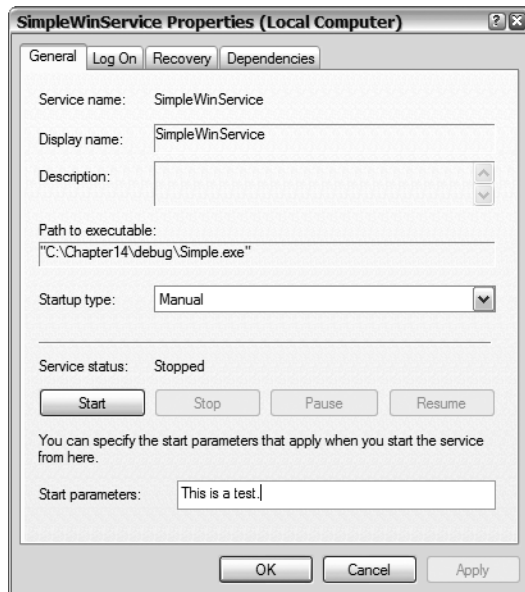 SimpleWinService Properties (Local Computer)
General Log On Recovery Dependencies
Service name: SimpleWinService
Display name: SimpleWinService
Description:
Path to executable:
"C:\Chapter14\debug\Simple.exe"
Startup type: Manual
Service status: Stopped
Start Stop Pause Resume
You can specify the start parameters that apply when you start the service
from here.
Start parameters: This is a test.
OK Cancel Apply